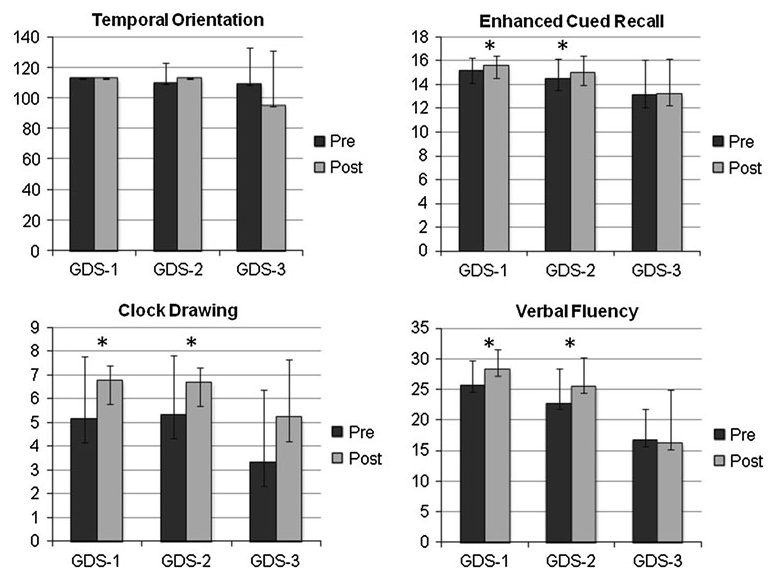 Temporal Orientation
140
120
100
80
60
40
20
0
GDS-1 GDS-2 GDS-3
Pre
Post
Enhanced Cued Recall
18
16
14
12
10
8
6
4
2
0
* *
GDS-1 GDS-2 GDS-3
Pre
Post
Clock Drawing
9
8
7
6
5
4
3
2
1
0
* *
GDS-1 GDS-2 GDS-3
Pre
Post
Verbal Fluency
35
30
25
20
15
10
5
0
* *
GDS-1 GDS-2 GDS-3
Pre
Post